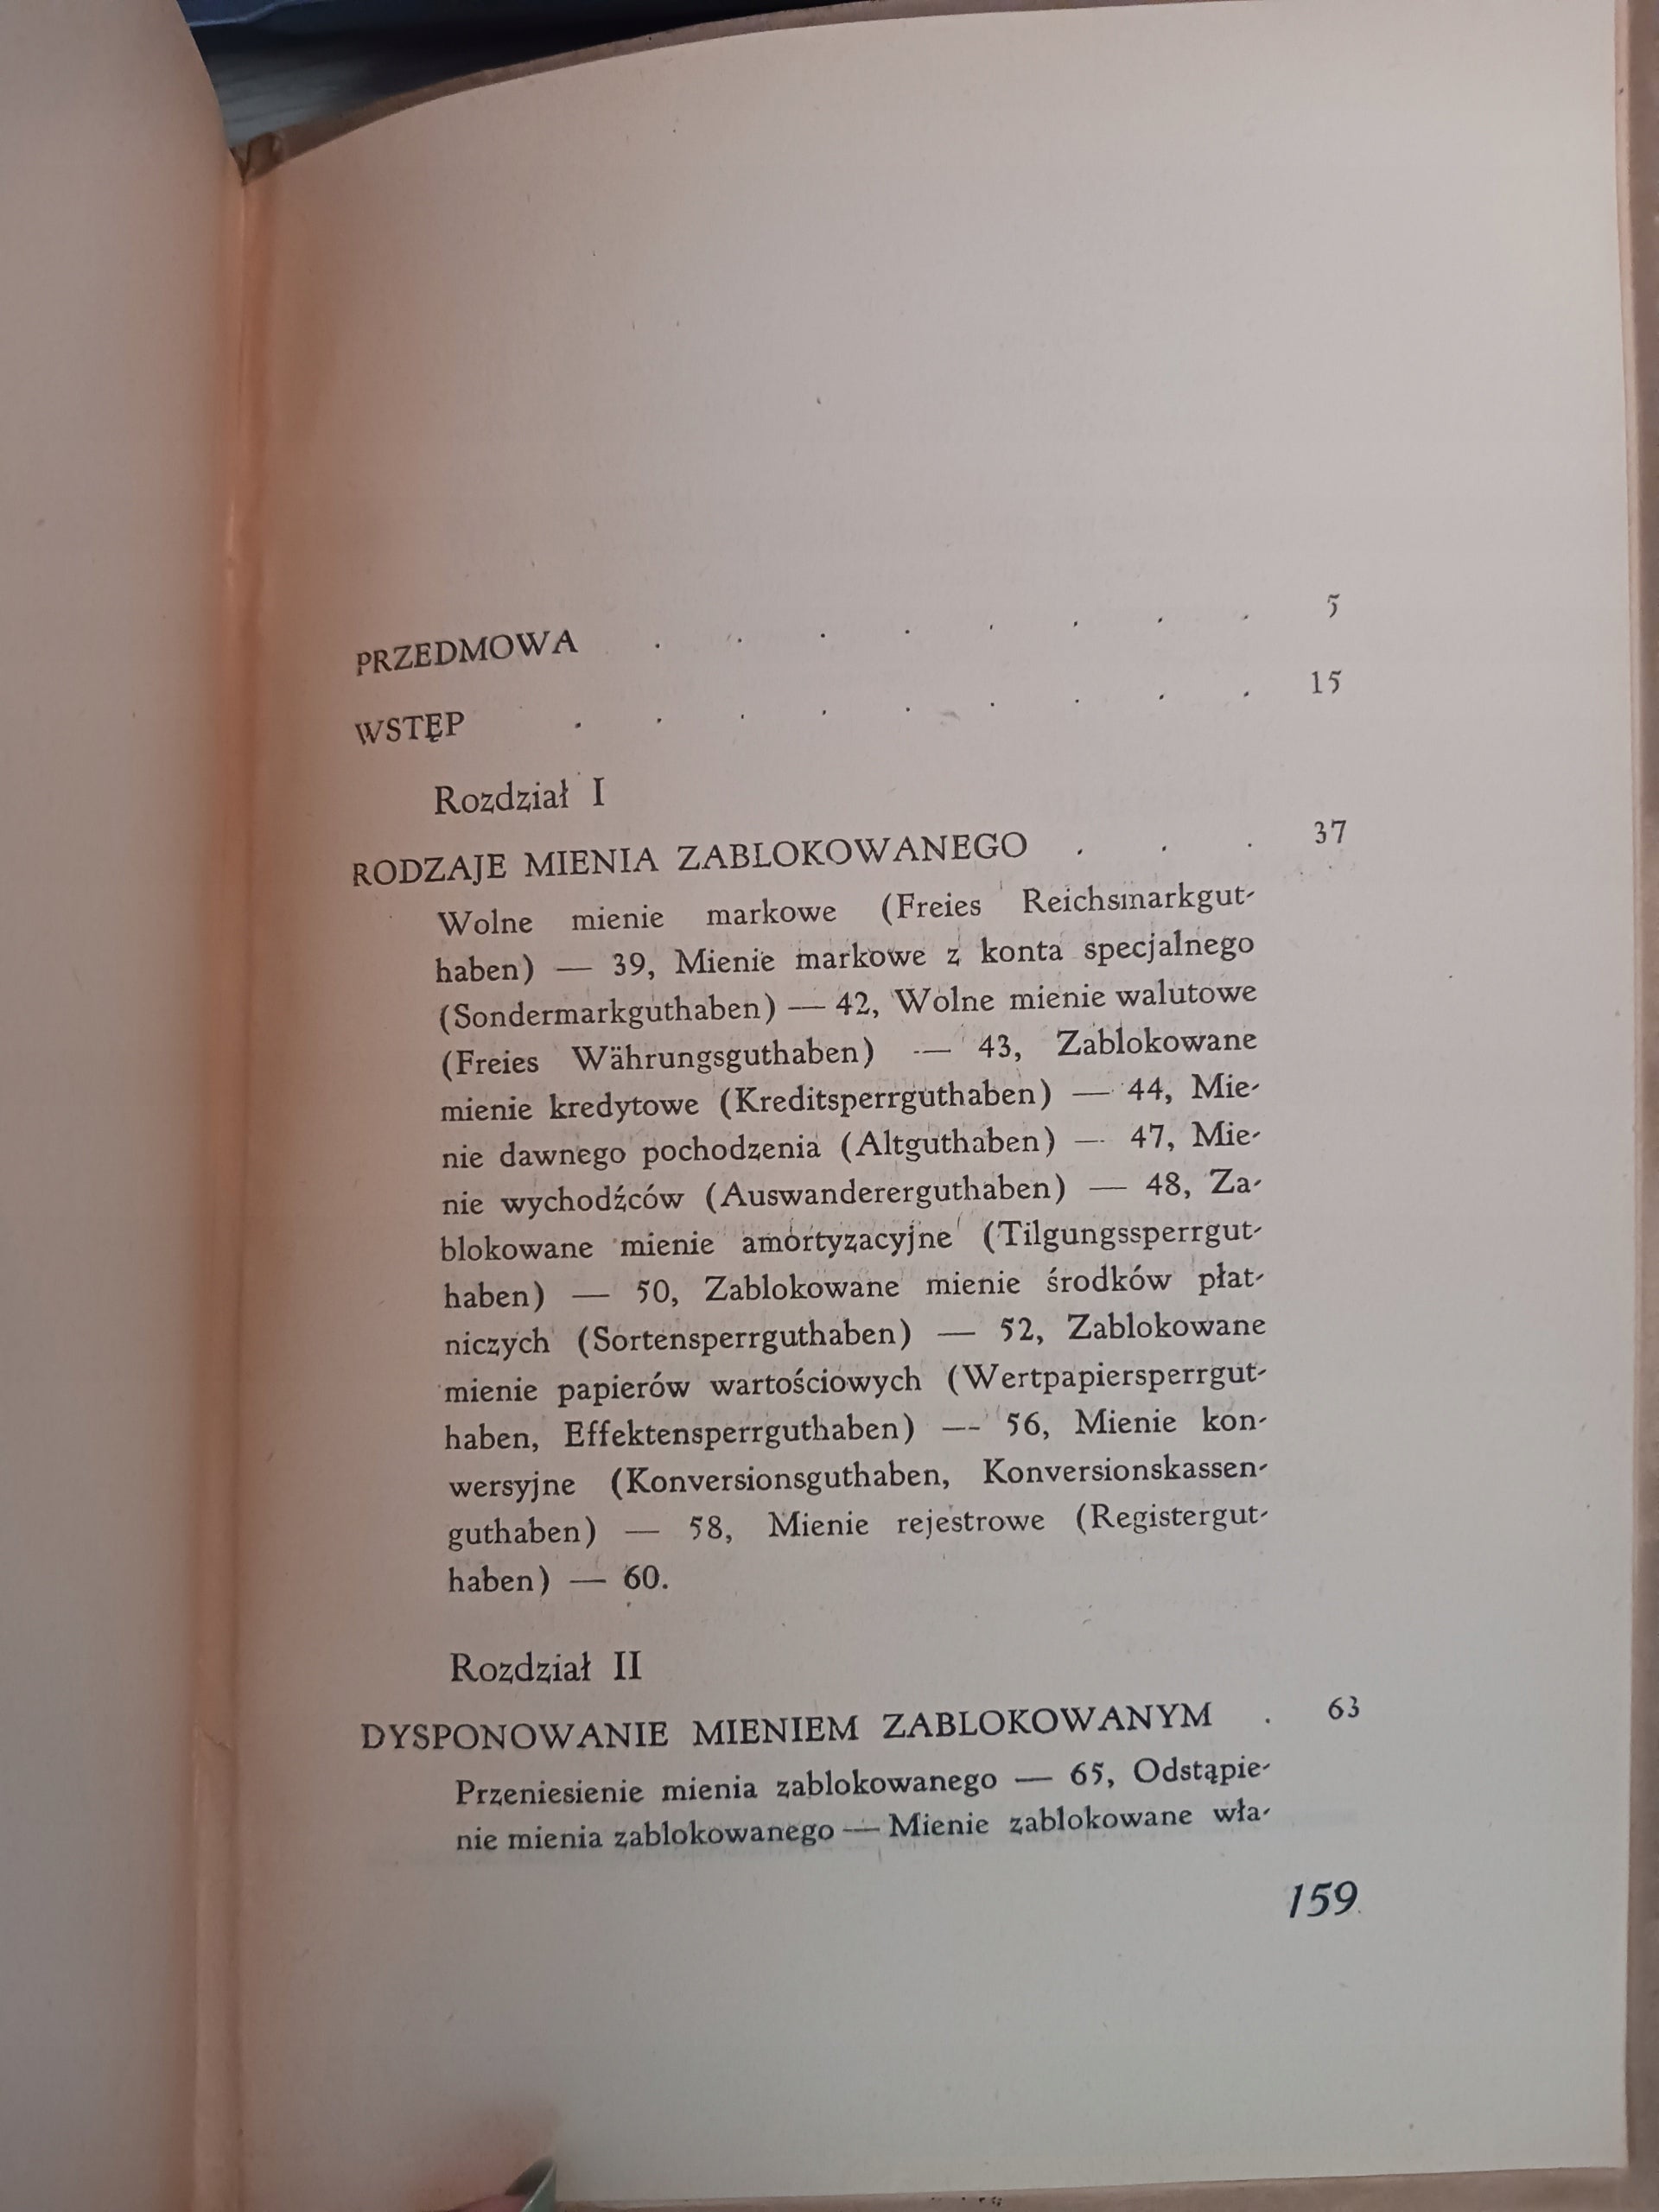 PRZEDMOWA . . . . . . . . 5
WSTĘP . . . . . . . . . 15
Rozdział I
RODZAJE MIENIA ZABLOKOWANEGO . . . 37
Wolne mienie markowe (Freies Reichsmarkgut-
haben) — 39, Mienie markowe z konta specjalnego
(Sondermarkguthaben) — 42, Wolne mienie walutowe
(Freies Währungsguthaben) — 43, Zablokowane
mienie kredytowe (Kreditsperrguthaben) — 44, Mie-
nie dawnego pochodzenia (Altguthaben) — 47, Mie-
nie wychodźców (Auswandererguthaben) — 48, Za-
blokowane mienie amortyzacyjne (Tilgungssperrgut-
haben) — 50, Zablokowane mienie środków płat-
niczych (Sortensperrguthaben) — 52, Zablokowane
mienie papierów wartościowych (Wertpapiersperrgut-
haben, Effektensperrguthaben) — 56, Mienie kon-
wersyjne (Konversionsguthaben, Konversionskassen-
guthaben) — 58, Mienie rejestrowe (Registergut-
haben) — 60.
Rozdział II
DYSPONOWANIE MIENIEM ZABLOKOWANYM . 63
Przeniesienie mienia zablokowanego — 65, Odstąpie-
nie mienia zablokowanego — Mienie zablokowane wła-
159